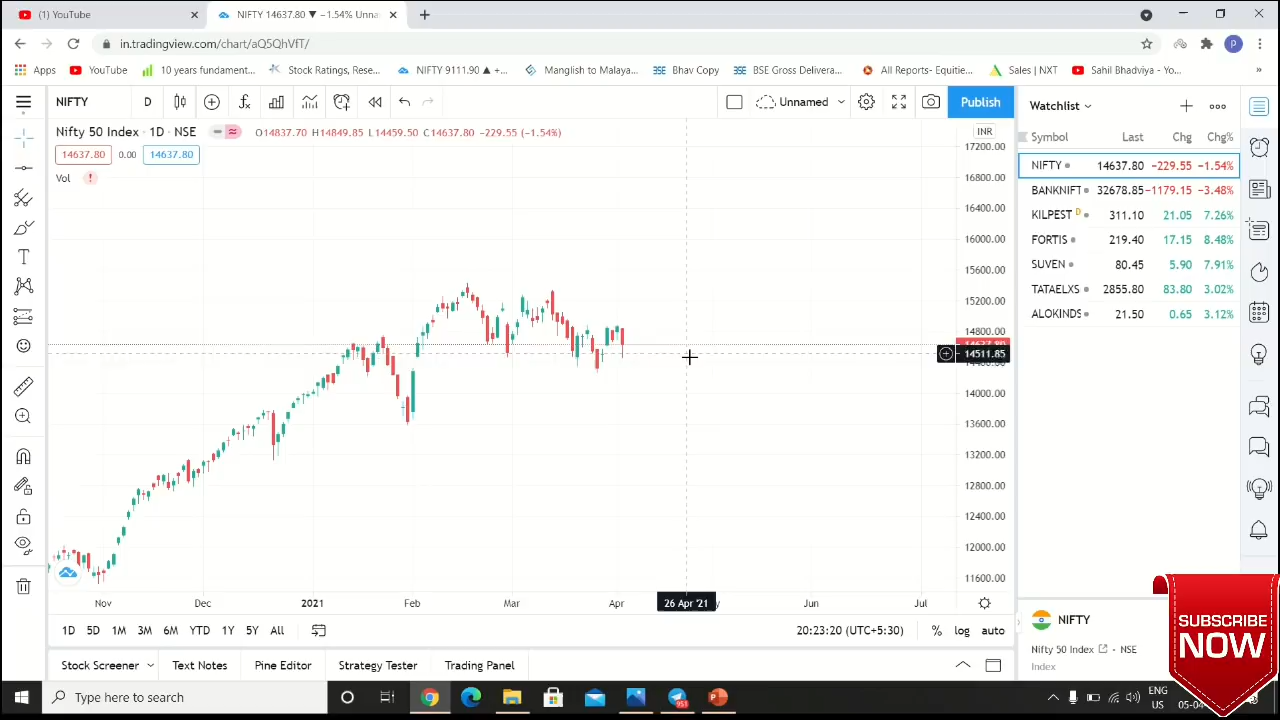 (1) YouTube
NIFTY 14637.80 ▼ −1.54% Unna
in.tradingview.com/chart/aQ5QhVfT/
P
Apps YouTube 10 years fundament... Stock Ratings, Rese... NIFTY 9111.90 ▲ +... Manglish to Malaya... Bhav Copy BSE Gross Delivera... All Reports- Equitie... Sales | NXT Sahil Bhadviya - Yo... »
NIFTY D Unnamed Publish
Nifty 50 Index · 1D · NSE O14837.70 H14849.85 L14459.50 C14637.80 −229.55 (−1.54%)
14637.80 0.00 14637.80
Vol !
INR
17200.00
16800.00
16400.00
16000.00
15600.00
15200.00
14800.00
14511.85
14000.00
13600.00
13200.00
12800.00
12400.00
12000.00
11600.00
Nov Dec 2021 Feb Mar Apr 26 Apr '21 Jun Jul
1D 5D 1M 3M 6M YTD 1Y 5Y All 20:23:20 (UTC+5:30) % log auto
Stock Screener Text Notes Pine Editor Strategy Tester Trading Panel
Watchlist
Symbol Last Chg Chg%
NIFTY 14637.80 −229.55 −1.54%
BANKNIFT 32678.85 −1179.15 −3.48%
KILPEST D 311.10 21.05 7.26%
FORTIS 219.40 17.15 8.48%
SUVEN 80.45 5.90 7.91%
TATAELXS 2855.80 83.80 3.02%
ALOKINDS 21.50 0.65 3.12%
NIFTY
Nifty 50 Index - NSE
Index
SUBSCRIBE
NOW
Type here to search
ENG
US
05-04